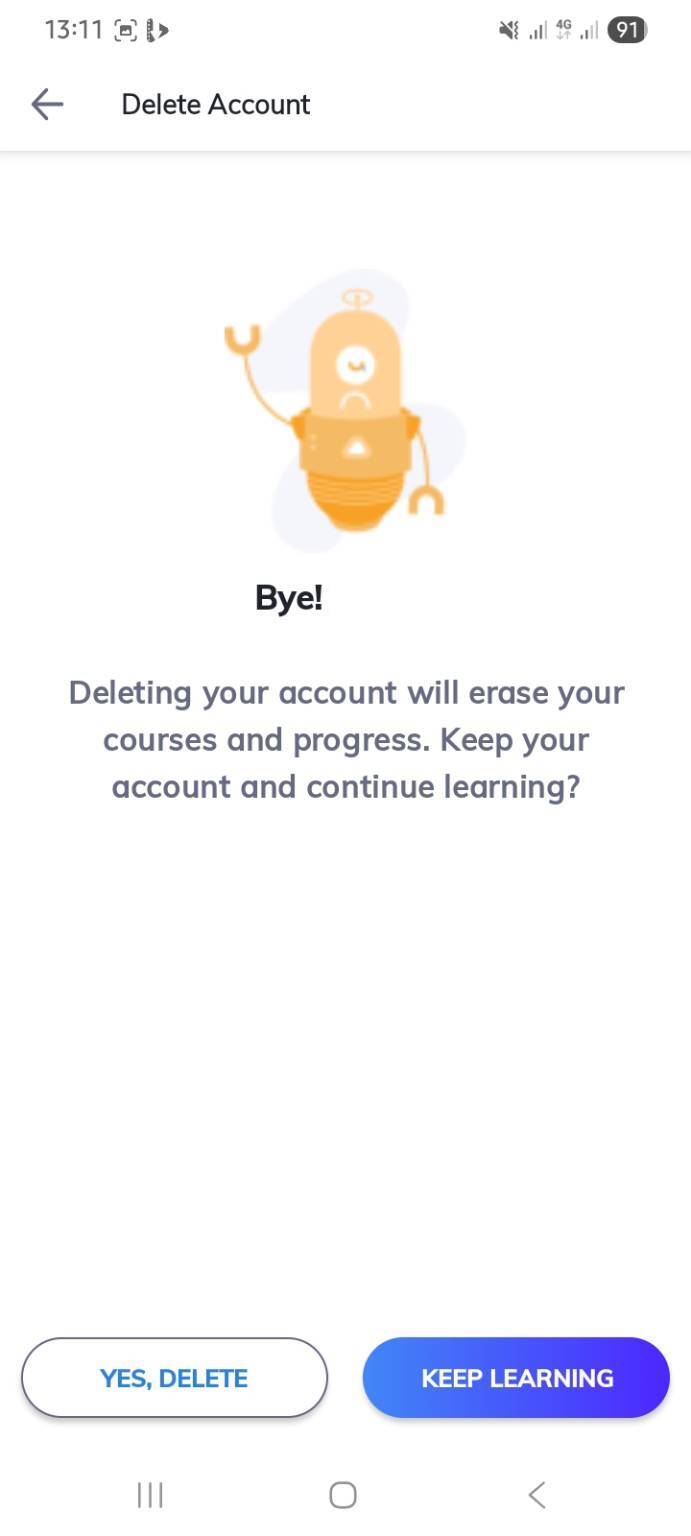 13:11 4G 91
Delete Account
Bye!
Deleting your account will erase your
courses and progress. Keep your
account and continue learning?
YES, DELETE KEEP LEARNING